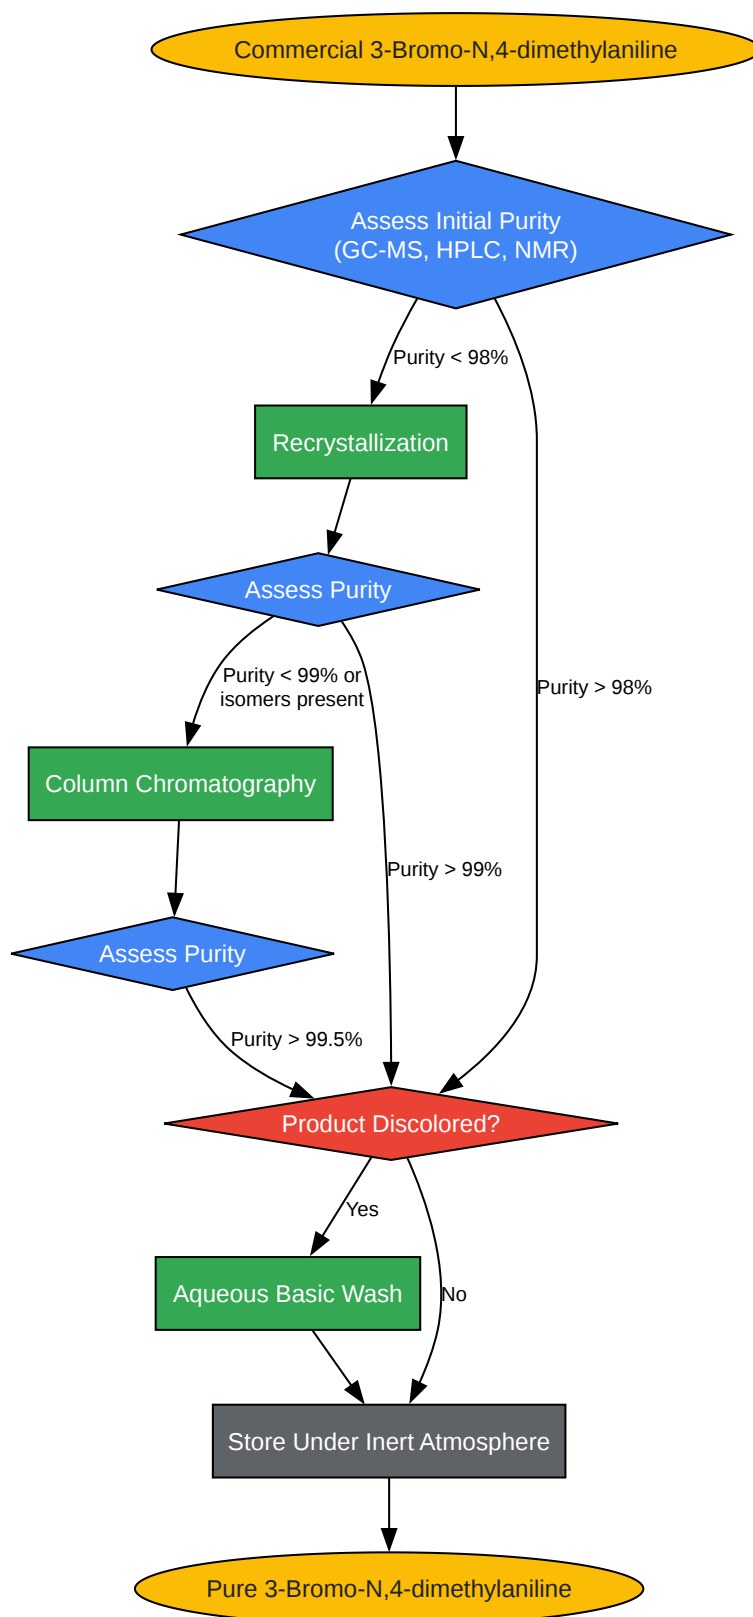 Commercial 3-Bromo-N,4-dimethylaniline
Assess Initial Purity
(GC-MS, HPLC, NMR)
Purity < 98%
Recrystallization
Assess Purity
Purity < 99% or
isomers present
Purity > 98%
Column Chromatography
Purity > 99%
Assess Purity
Purity > 99.5%
Product Discolored?
Yes
Aqueous Basic Wash
No
Store Under Inert Atmosphere
Pure 3-Bromo-N,4-dimethylaniline